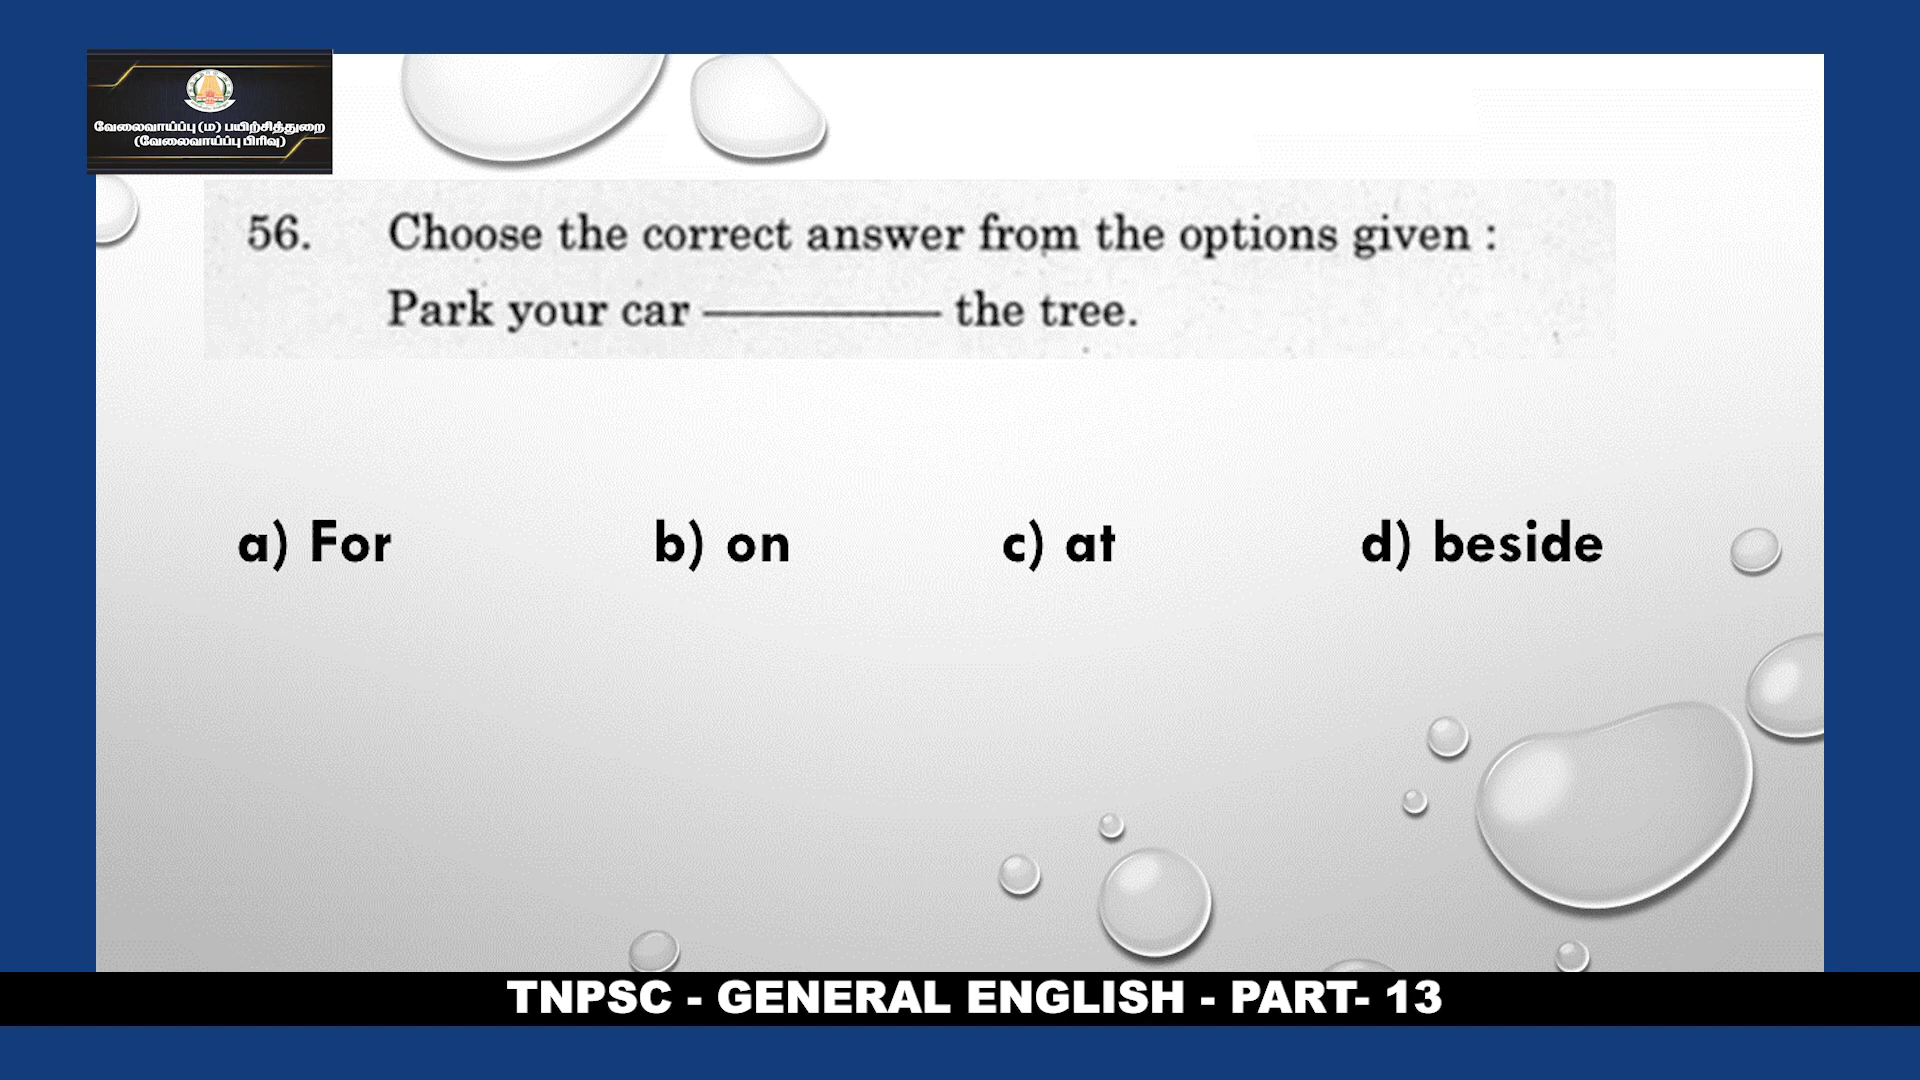 வேலைவாய்ப்பு (ம) பயிற்சித்துறை
(வேலைவாய்ப்பு பிரிவு)
56. Choose the correct answer from the options given :
Park your car ________ the tree.
a) For b) on c) at d) beside
TNPSC - GENERAL ENGLISH - PART- 13